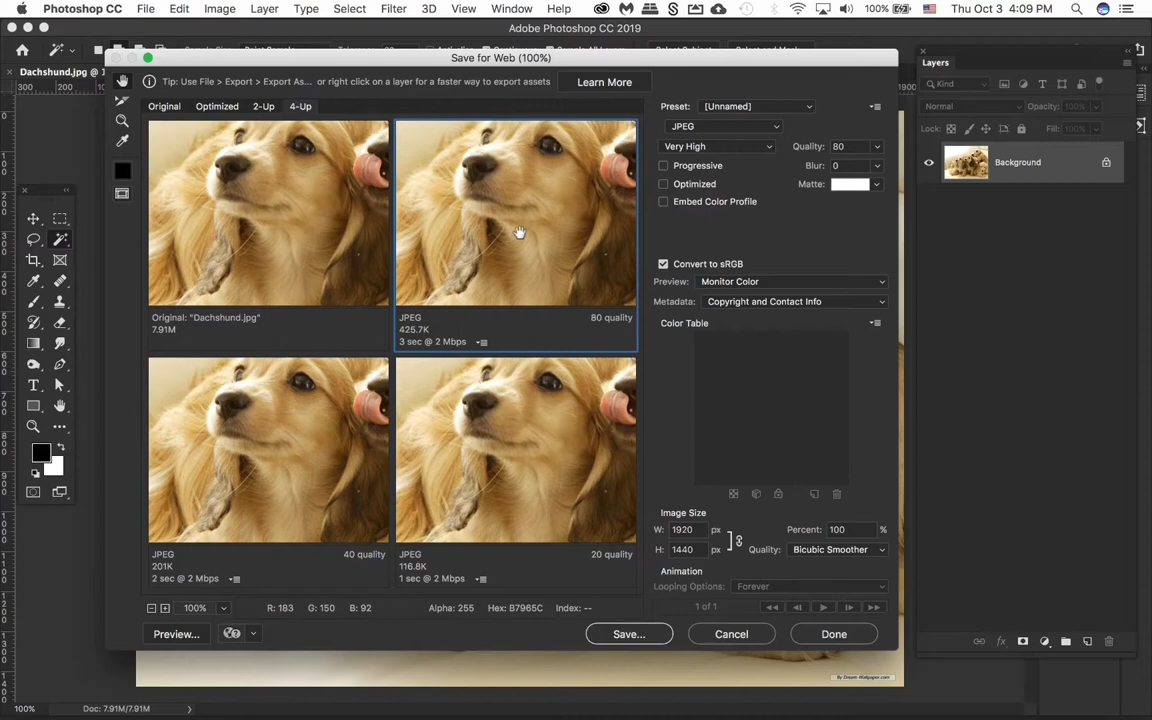 Photoshop CC File Edit Image Layer Type Select Filter 3D View Window Help 100% Thu Oct 3 4:09 PM
Adobe Photoshop CC 2019
Dachshund.jpg @ 1
Save for Web (100%)
Tip: Use File > Export > Export As... or right click on a layer for a faster way to export assets Learn More
Original Optimized 2-Up 4-Up
Original: "Dachshund.jpg"
7.91M
JPEG 80 quality
425.7K
3 sec @ 2 Mbps
JPEG 40 quality
201K
2 sec @ 2 Mbps
JPEG 20 quality
116.8K
1 sec @ 2 Mbps
100% R: 183 G: 150 B: 92 Alpha: 255 Hex: B7965C Index: --
Preview... Save... Cancel Done
Preset: [Unnamed]
JPEG
Very High Quality: 80
Progressive Blur: 0
Optimized Matte:
Embed Color Profile
Convert to sRGB
Preview: Monitor Color
Metadata: Copyright and Contact Info
Color Table
Image Size
W: 1920 px Percent: 100 %
H: 1440 px Quality: Bicubic Smoother
Animation
Looping Options: Forever
1 of 1
Layers
Kind
Normal Opacity: 100%
Lock: Fill: 100%
Background
By Dream-Wallpaper.com
100% Doc: 7.91M/7.91M